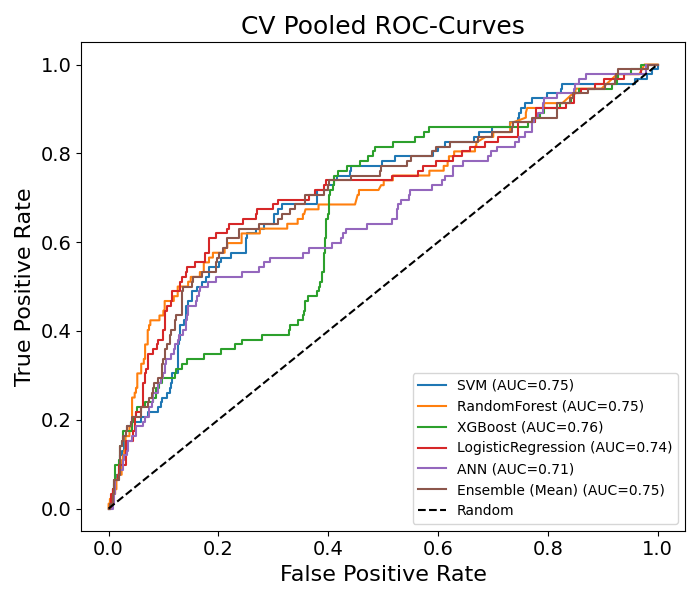 CV Pooled ROC-Curves
True Positive Rate
1.0
0.8
0.6
0.4
0.2
0.0
SVM (AUC=0.75)
RandomForest (AUC=0.75)
XGBoost (AUC=0.76)
LogisticRegression (AUC=0.74)
ANN (AUC=0.71)
Ensemble (Mean) (AUC=0.75)
Random
0.0 0.2 0.4 0.6 0.8 1.0
False Positive Rate